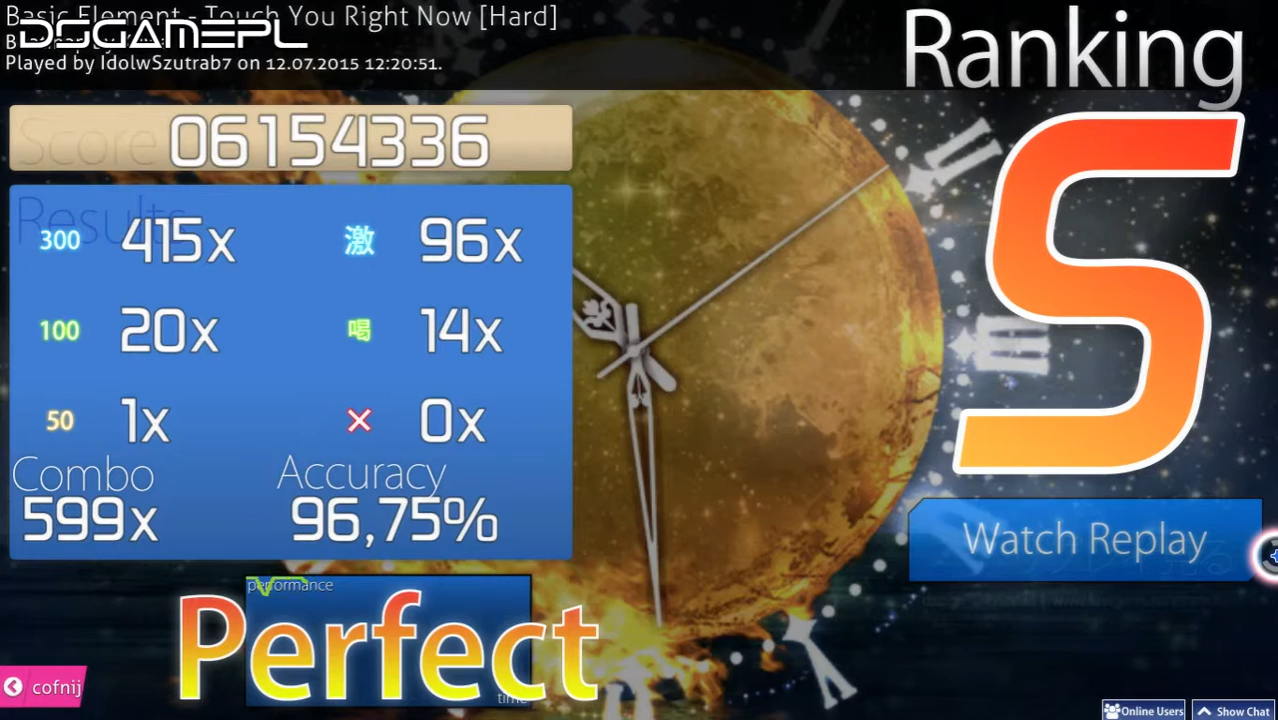 Basic Element - Touch You Right Now [Hard]
DSGAMEPL
Played by IdolwSzutrab7 on 12.07.2015 12:20:51.
Ranking
Score 06154336
S
Results
300 415x 激 96x
100 20x 喝 14x
50 1x × 0x
Combo Accuracy
599x 96,75%
Watch Replay
performance
Perfect
time
cofnij
Online Users Show Chat